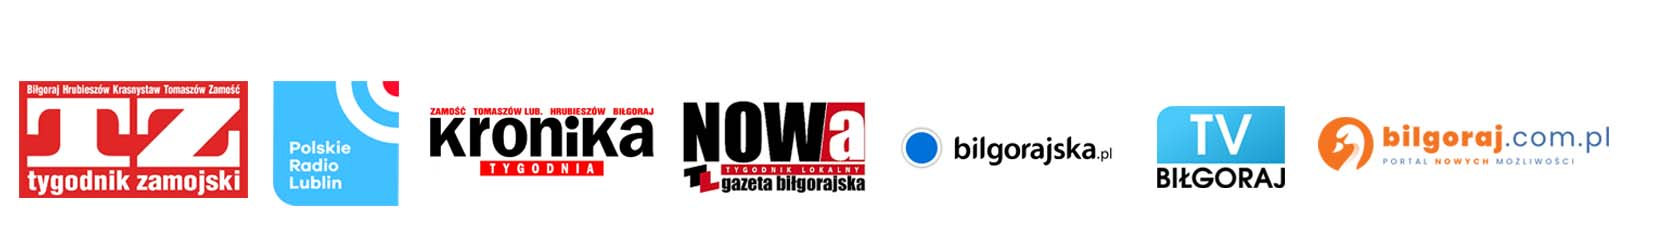 Biłgoraj Hrubieszów Krasnystaw Tomaszów Zamość
TZ
tygodnik zamojski
Polskie
Radio
Lublin
ZAMOŚĆ TOMASZÓW LUB. HRUBIESZÓW BIŁGORAJ
kronika
TYGODNIA
NOWa
TYGODNIK LOKALNY
TL
gazeta biłgorajska
bilgorajska.pl
TV
BIŁGORAJ
bilgoraj.com.pl
PORTAL NOWYCH MOŻLIWOŚCI